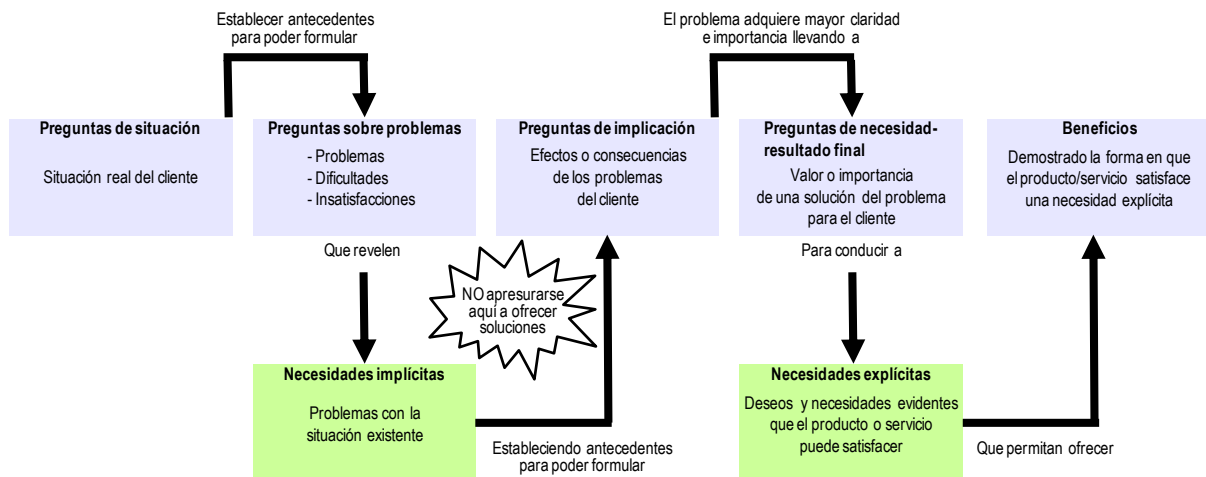 Establecer antecedentes
para poder formular
El problema adquiere mayor claridad
e importancia llevando a
Preguntas de situación
Situación real del cliente
Preguntas sobre problemas
- Problemas
- Dificultades
- Insatisfacciones
Preguntas de implicación
Efectos o consecuencias
de los problemas
del cliente
Preguntas de necesidad-
resultado final
Valor o importancia
de una solución del problema
para el cliente
Beneficios
Demostrado la forma en que
el producto/servicio satisface
una necesidad explícita
Que revelen
NO apresurarse
aquí a ofrecer
soluciones
Para conducir a
Necesidades implícitas
Problemas con la
situación existente
Estableciendo antecedentes
para poder formular
Necesidades explícitas
Deseos y necesidades evidentes
que el producto o servicio
puede satisfacer
Que permitan ofrecer